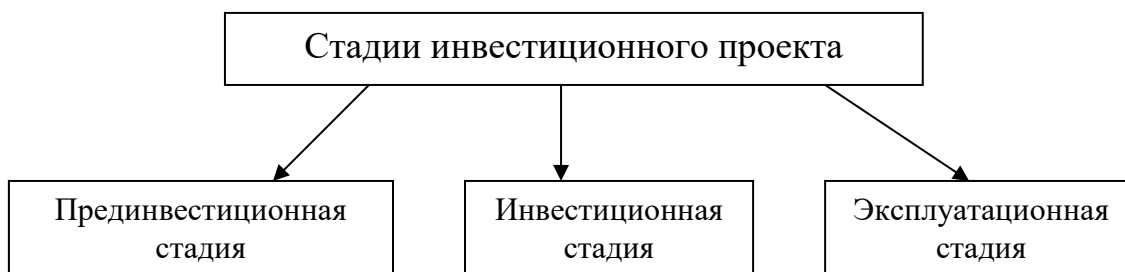 Стадии инвестиционного проекта
Прединвестиционная
стадия
Инвестиционная
стадия
Эксплуатационная
стадия